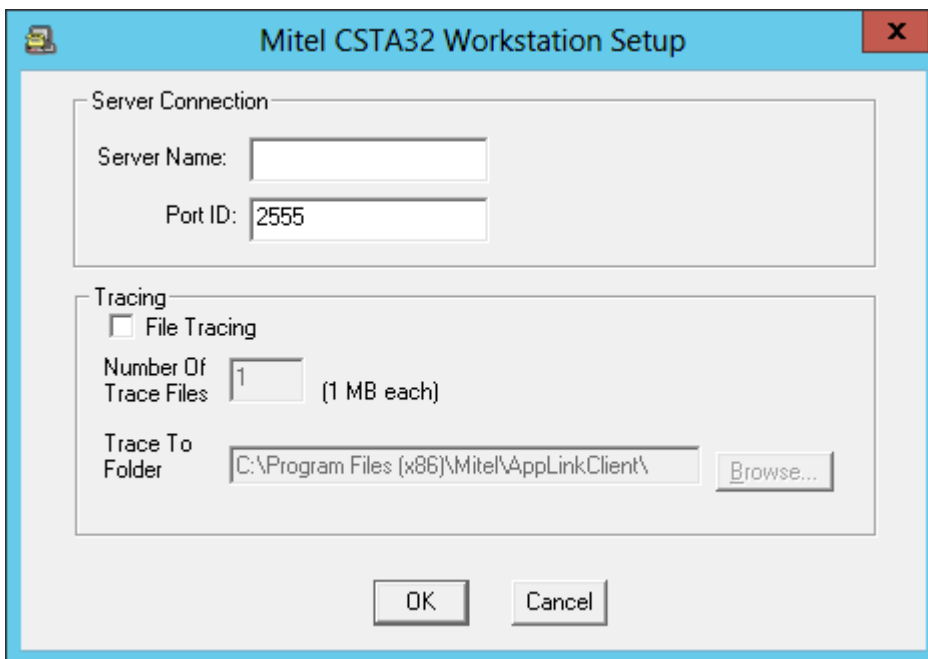 Mitel CSTA32 Workstation Setup
x
Server Connection
Server Name:
Port ID: 2555
Tracing
File Tracing
Number Of
Trace Files 1 (1 MB each)
Trace To
Folder C:\Program Files (x86)\Mitel\AppLinkClient\ Browse...
OK Cancel